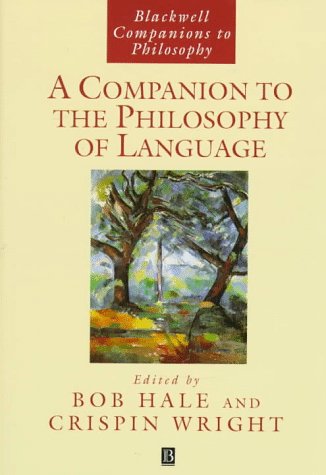 Blackwell
Companions to
Philosophy
A COMPANION TO
THE PHILOSOPHY
OF LANGUAGE
Edited by
BOB HALE AND
CRISPIN WRIGHT
B